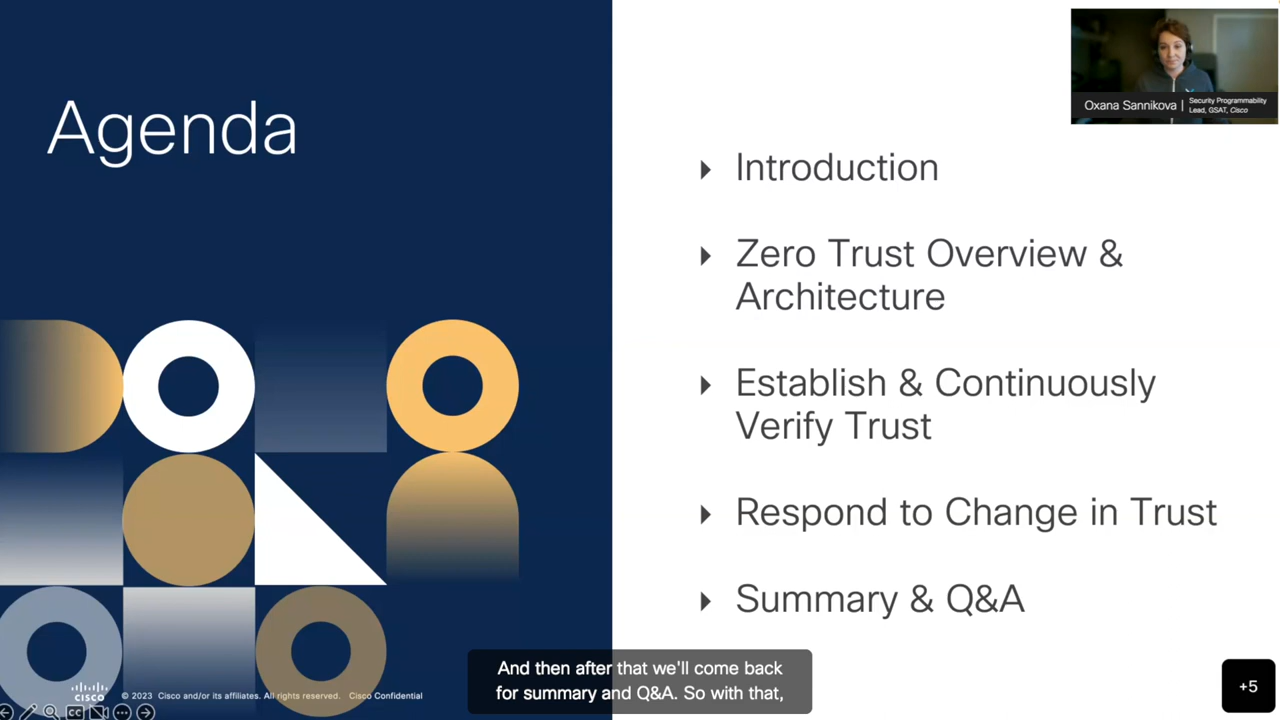 Agenda
Oxana Sannikova | Security Programmability
Lead, GSAT, Cisco
Introduction
Zero Trust Overview &
Architecture
Establish & Continuously
Verify Trust
Respond to Change in Trust
Summary & Q&A
And then after that we'll come back
for summary and Q&A. So with that,
CISCO
© 2023 Cisco and/or its affiliates. All rights reserved. Cisco Confidential
CC
+5